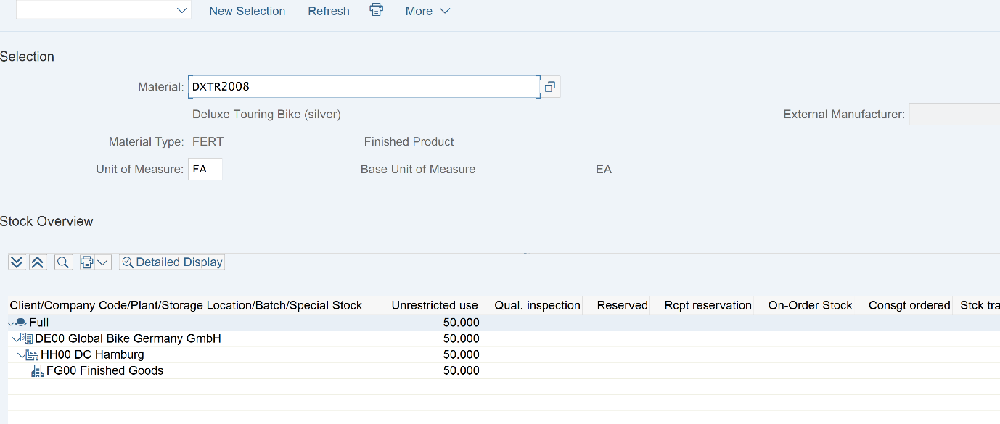 New Selection Refresh More
Selection
Material: DXTR2008
Deluxe Touring Bike (silver) External Manufacturer:
Material Type: FERT Finished Product
Unit of Measure: EA Base Unit of Measure EA
Stock Overview
Detailed Display
Client/Company Code/Plant/Storage Location/Batch/Special Stock Unrestricted use Qual. inspection Reserved Rcpt reservation On-Order Stock Consgt ordered Stck tra
Full 50.000
DE00 Global Bike Germany GmbH 50.000
HH00 DC Hamburg 50.000
FG00 Finished Goods 50.000